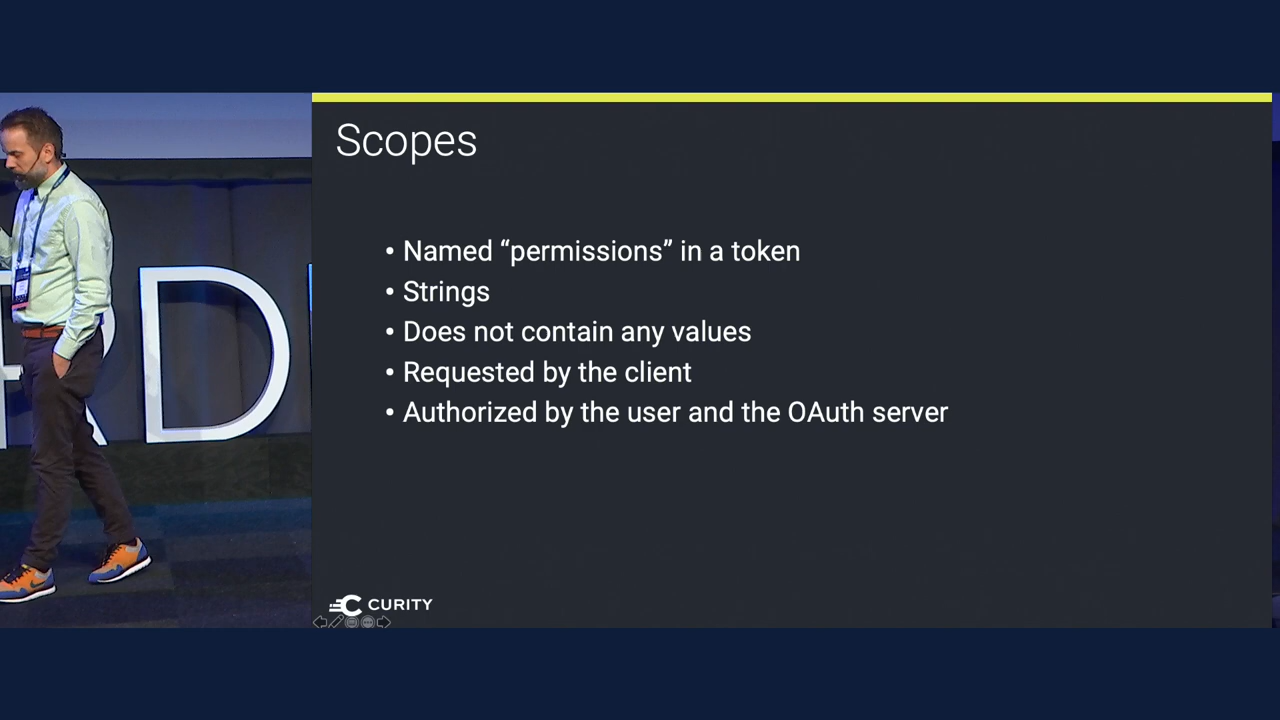 Scopes
• Named “permissions” in a token
• Strings
• Does not contain any values
• Requested by the client
• Authorized by the user and the OAuth server
CURITY
RD